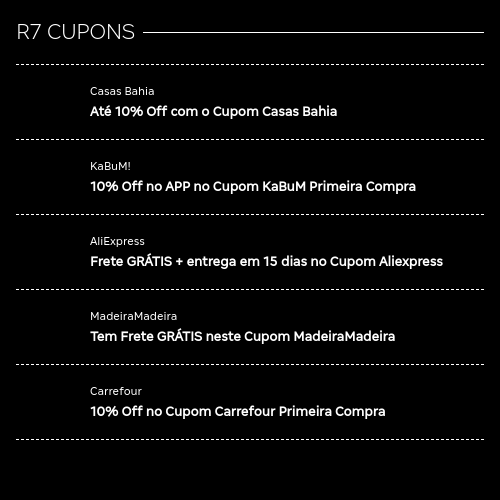 R7 CUPONS
Casas Bahia
Até 10% Off com o Cupom Casas Bahia
KaBuM!
10% Off no APP no Cupom KaBuM Primeira Compra
AliExpress
Frete GRÁTIS + entrega em 15 dias no Cupom Aliexpress
MadeiraMadeira
Tem Frete GRÁTIS neste Cupom MadeiraMadeira
Carrefour
10% Off no Cupom Carrefour Primeira Compra